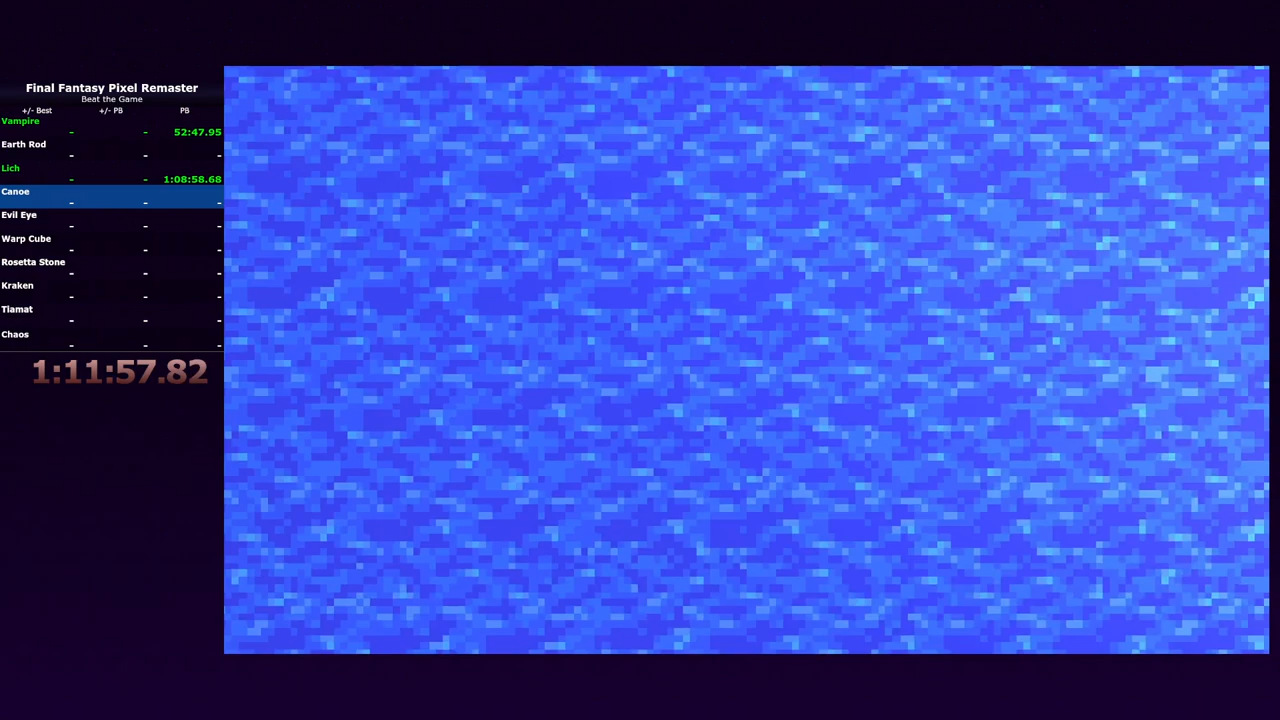 Final Fantasy Pixel Remaster
Beat the Game
+/- Best +/- PB PB
Vampire
- - 52:47.95
Earth Rod
- - -
Lich
- - 1:08:58.68
Canoe
- - -
Evil Eye
- - -
Warp Cube
- - -
Rosetta Stone
- - -
Kraken
- - -
Tiamat
- - -
Chaos
- - -
1:11:57.82